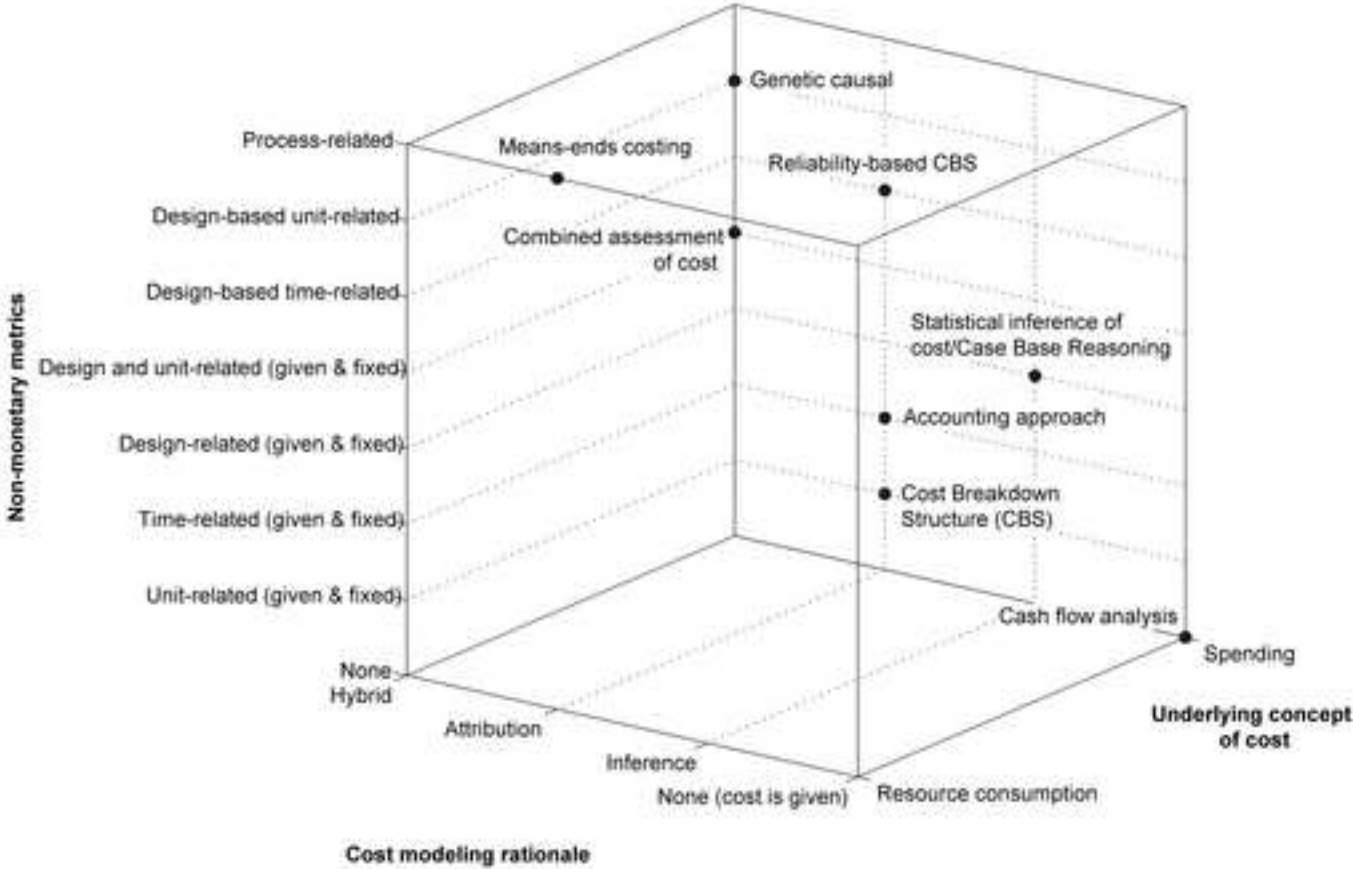 Genetic causal
Process-related
Means-ends costing
Reliability-based CBS
Design-based unit-related
Combined assessment
of cost
Design-based time-related
Non-monetary metrics
Statistical inference of
cost/Case Base Reasoning
Design and unit-related (given & fixed)
Accounting approach
Design-related (given & fixed)
Cost Breakdown
Structure (CBS)
Time-related (given & fixed)
Unit-related (given & fixed)
Cash flow analysis
Spending
None
Hybrid
Underlying concept
of cost
Attribution
Inference
None (cost is given)
Resource consumption
Cost modeling rationale